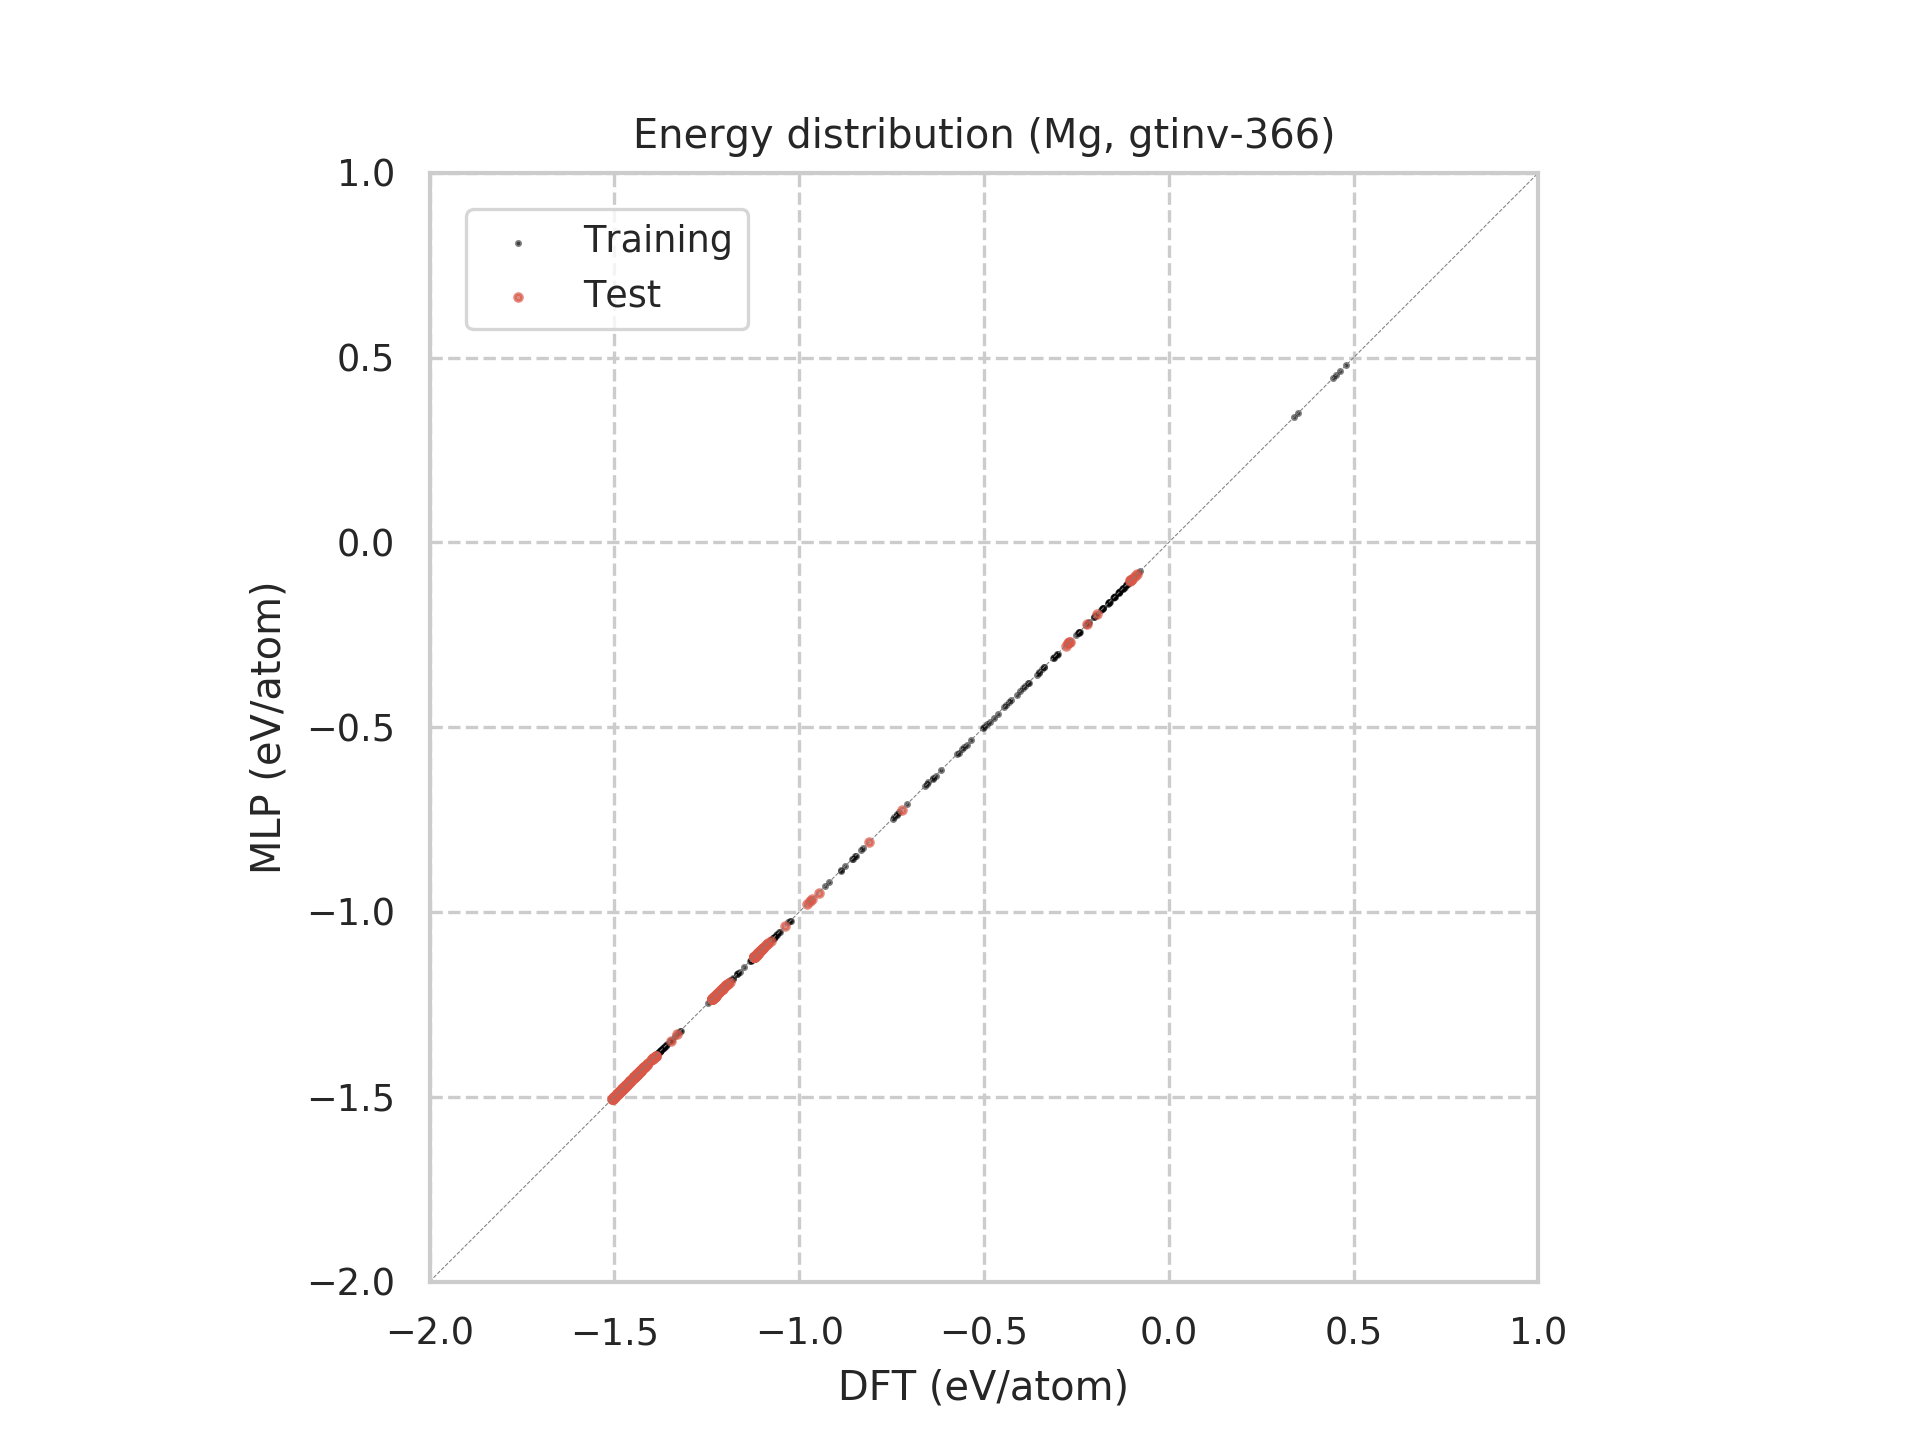 Energy distribution (Mg, gtinv-366)
1.0
0.5
0.0
−0.5
−1.0
−1.5
−2.0
MLP (eV/atom)
Training
Test
−2.0 −1.5 −1.0 −0.5 0.0 0.5 1.0
DFT (eV/atom)